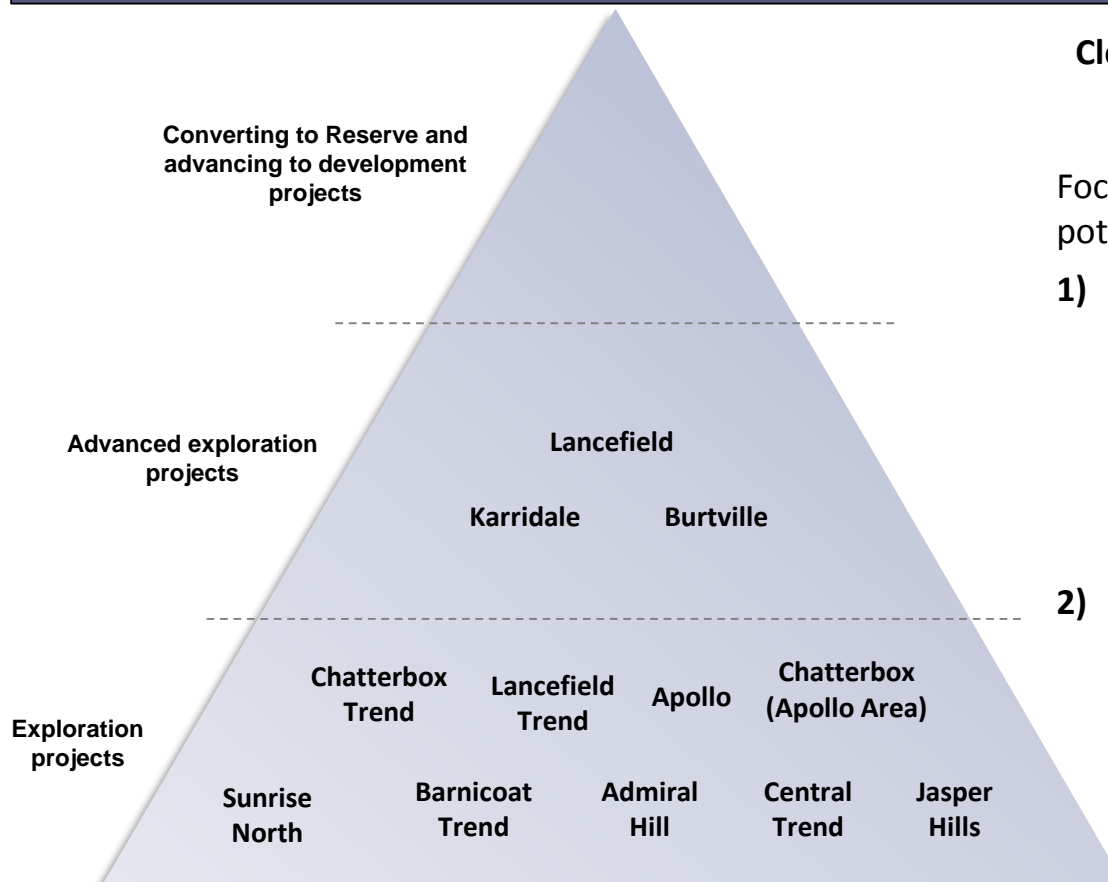 Converting to Reserve and
advancing to development
projects
1)
Advanced exploration
projects
Lancefield
Karridale
Burtville
2)
Exploration
projects
Chatterbox
Trend
Lancefield
Trend
Apollo
Chatterbox
(Apollo Area)
Sunrise
North
Barnicoat
Trend
Admiral
Hill
Central
Trend
Jasper
Hills